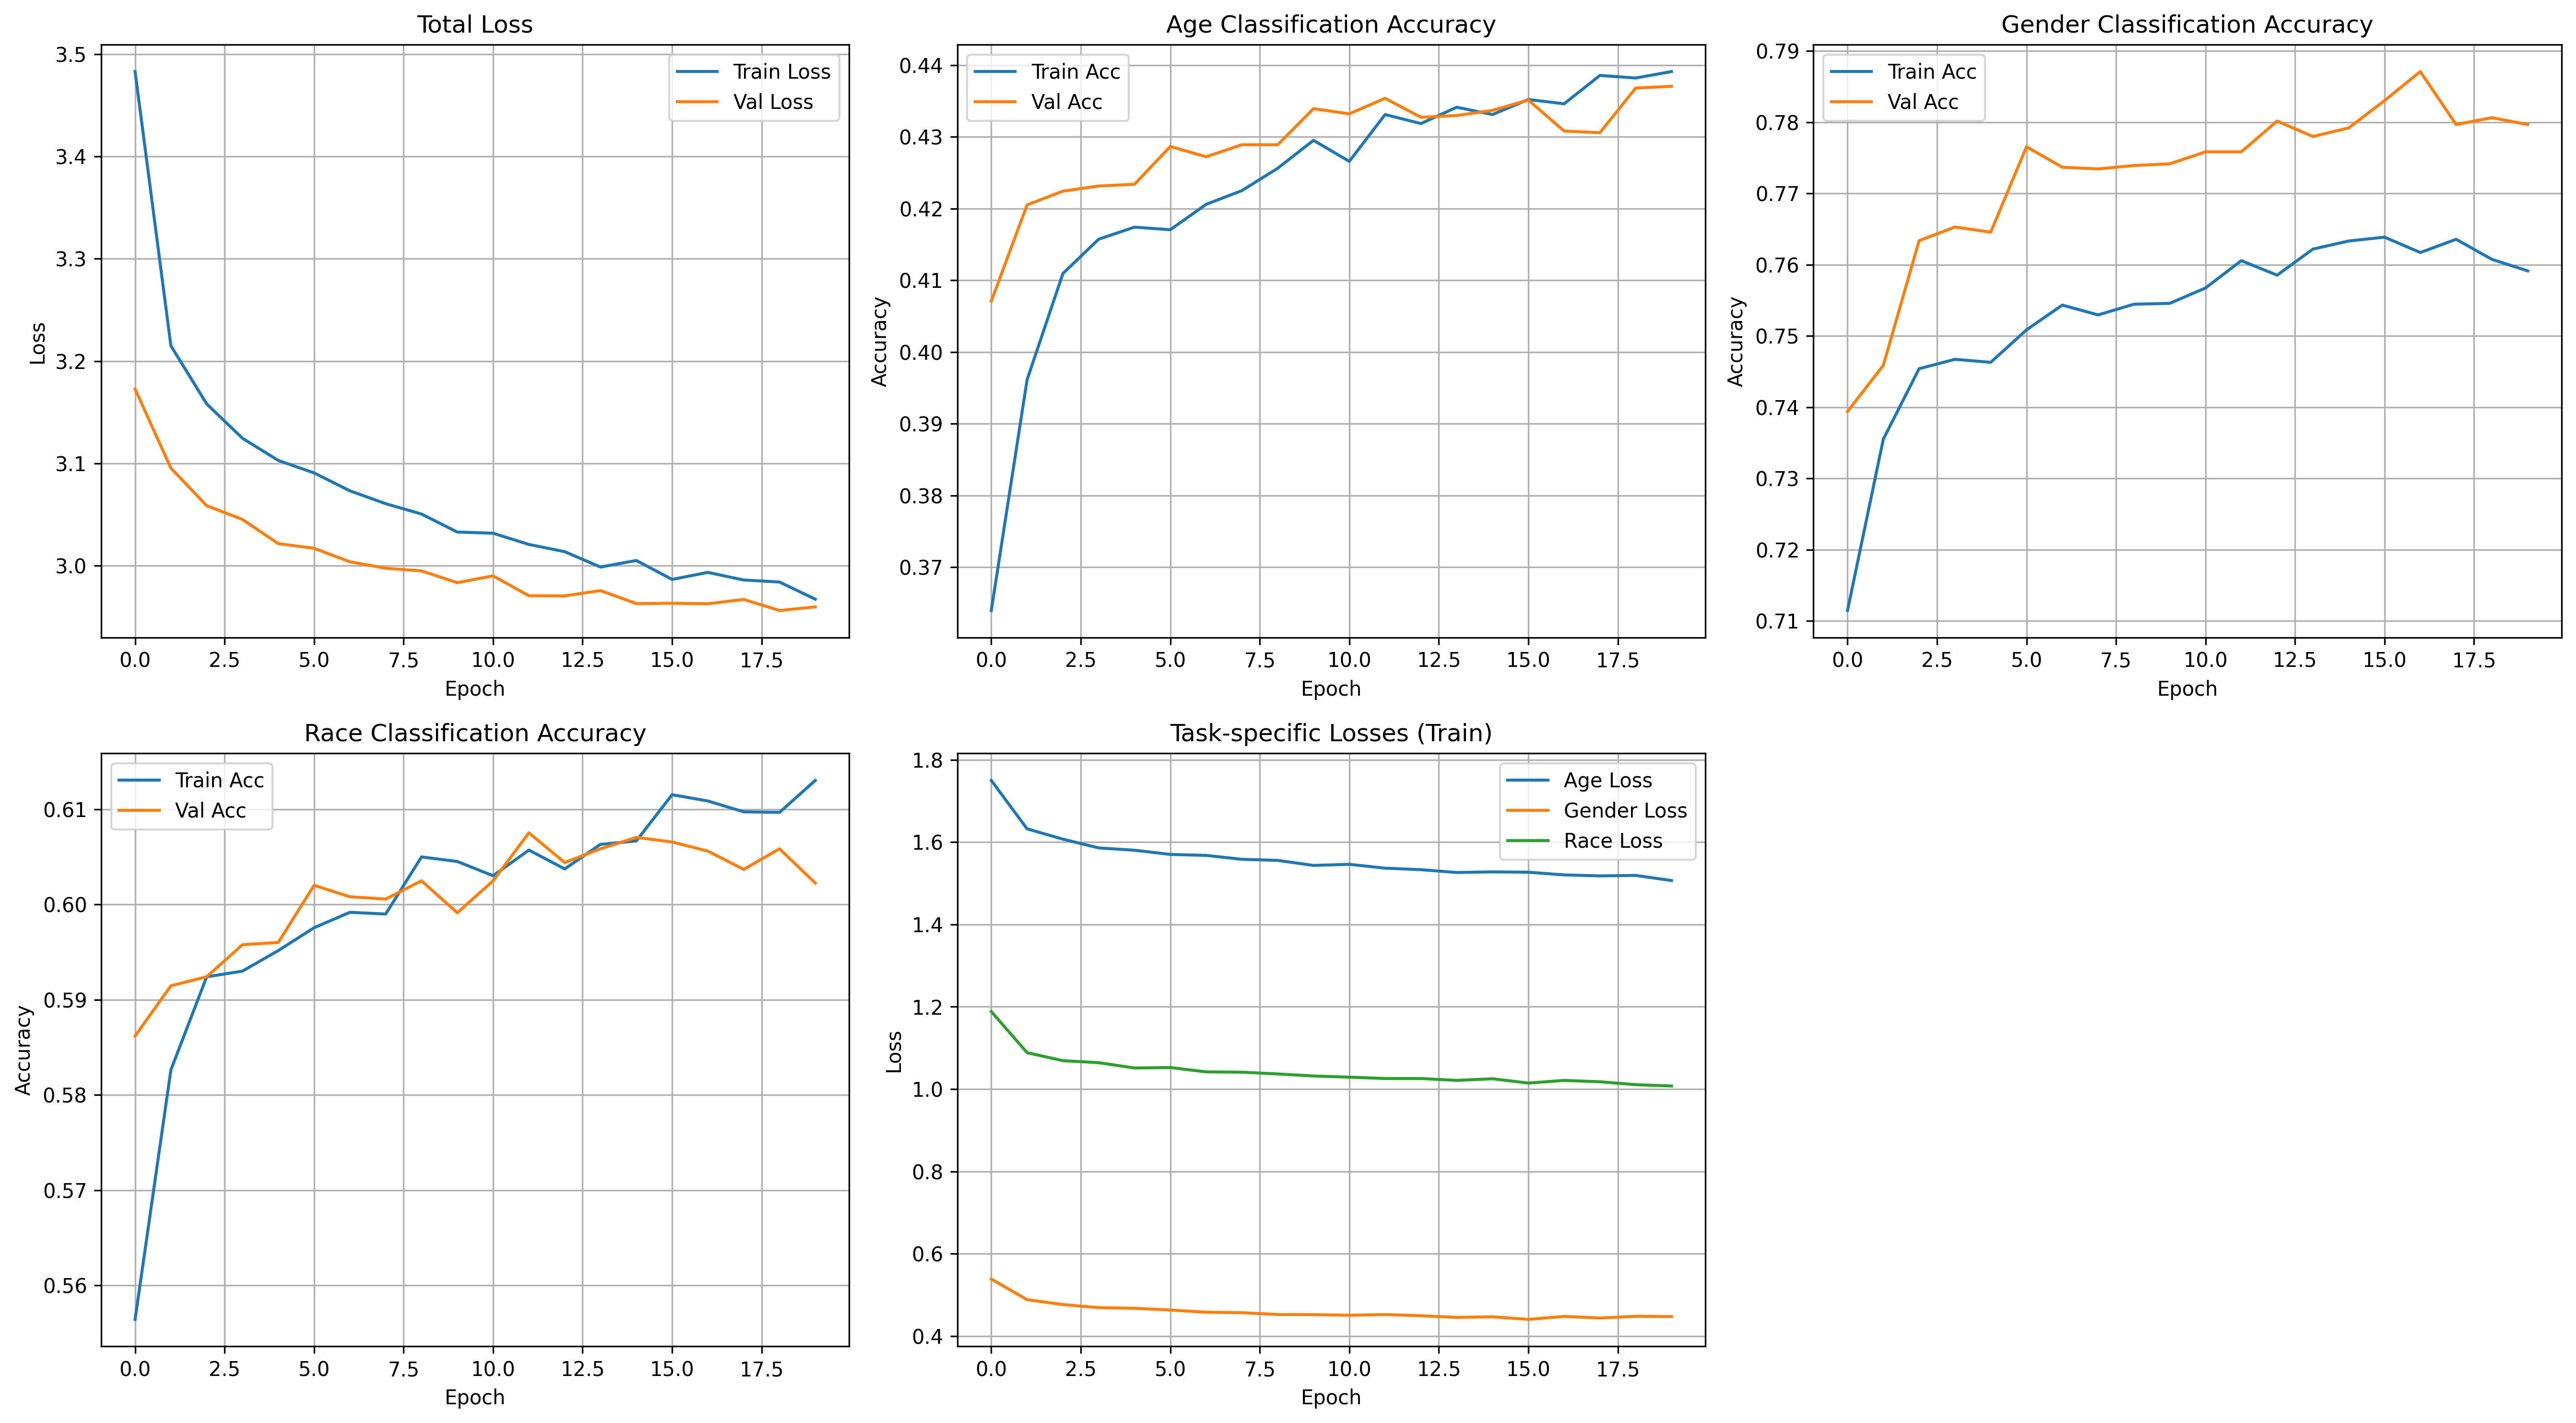 Total Loss
3.5
3.4
3.3
3.2
3.1
3.0
Loss
Train Loss
Val Loss
0.0 2.5 5.0 7.5 10.0 12.5 15.0 17.5
Epoch
Age Classification Accuracy
0.44
0.43
0.42
0.41
0.40
0.39
0.38
0.37
Accuracy
Train Acc
Val Acc
0.0 2.5 5.0 7.5 10.0 12.5 15.0 17.5
Epoch
Gender Classification Accuracy
0.79
0.78
0.77
0.76
0.75
0.74
0.73
0.72
0.71
Accuracy
Train Acc
Val Acc
0.0 2.5 5.0 7.5 10.0 12.5 15.0 17.5
Epoch
Race Classification Accuracy
0.61
0.60
0.59
0.58
0.57
0.56
Accuracy
Train Acc
Val Acc
0.0 2.5 5.0 7.5 10.0 12.5 15.0 17.5
Epoch
Task-specific Losses (Train)
1.8
1.6
1.4
1.2
1.0
0.8
0.6
0.4
Loss
Age Loss
Gender Loss
Race Loss
0.0 2.5 5.0 7.5 10.0 12.5 15.0 17.5
Epoch